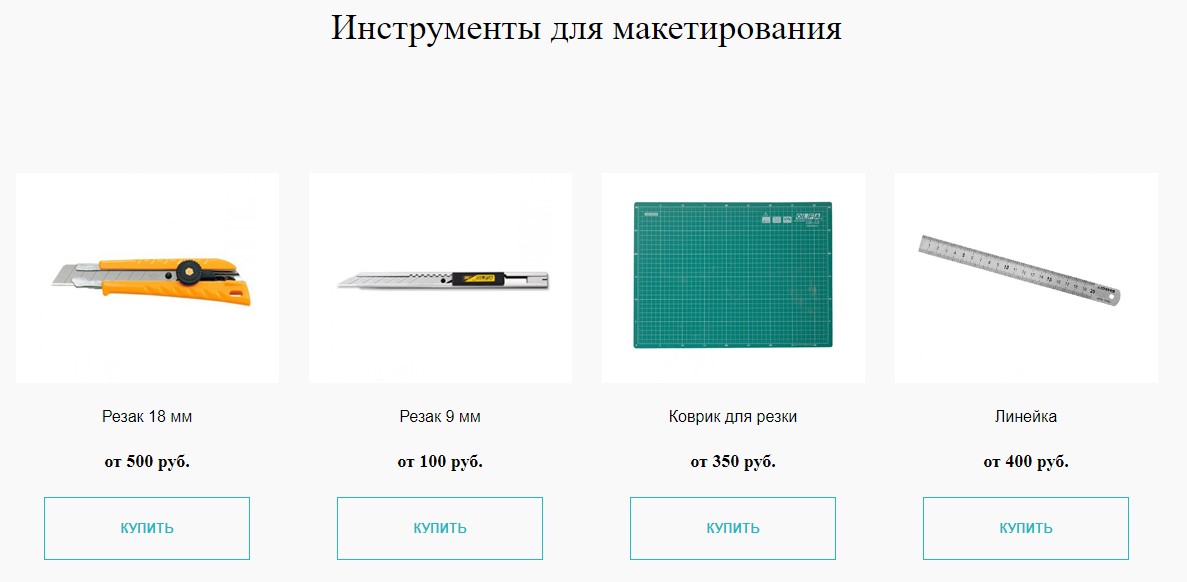 Инструменты для макетирования
OLFA
Резак 18 мм
Резак 9 мм
Коврик для резки
Линейка
от 500 руб.
от 100 руб.
от 350 руб.
от 400 руб.
КУПИТЬ
КУПИТЬ
КУПИТЬ
КУПИТЬ